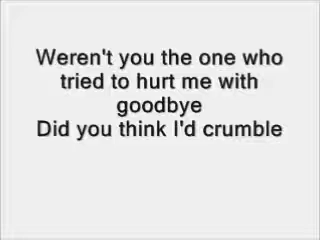 Weren't you the one who
tried to hurt me with
goodbye
Did you think I'd crumble